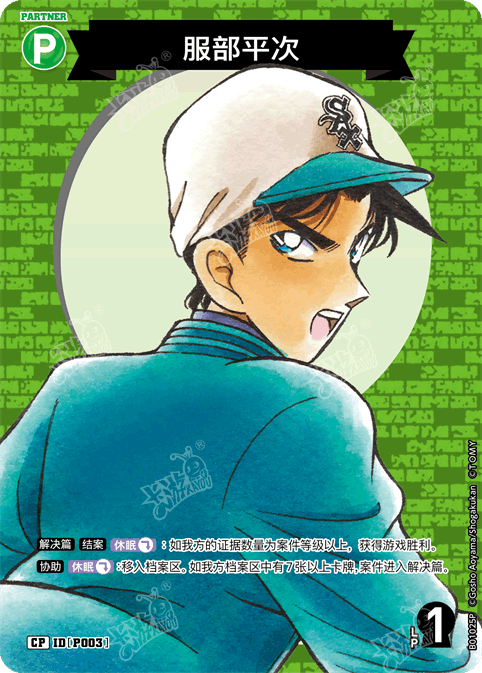 PARTNER
P
服部平次
SOX
解决篇 结案 休眠 :如我方的证据数量为案件等级以上，获得游戏胜利。
协助 休眠 :移入档案区。如我方档案区中有7张以上卡牌,案件进入解决篇。
CP ID[P003]
LP 1
B01025P ©Gosho Aoyama/Shogakukan ©TOMY